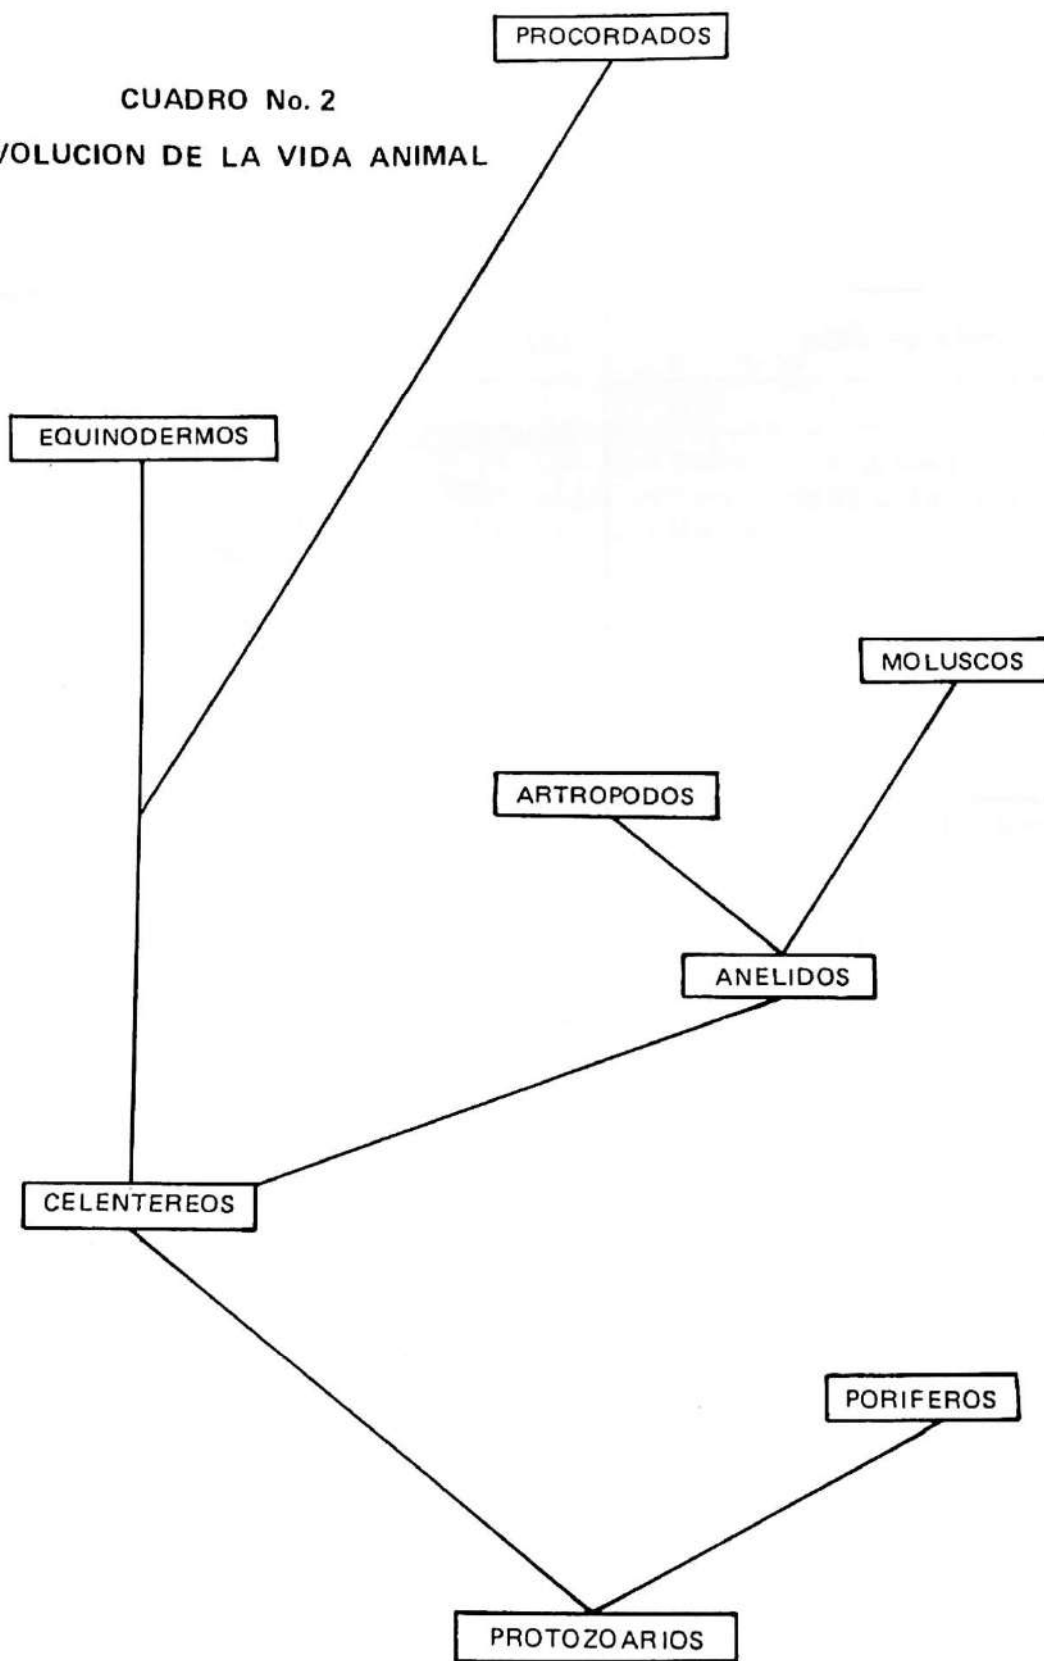 PROCORDADOS
CUADRO No. 2
VOLUCION DE LA VIDA ANIMAL
EQUINODERMOS
MOLUSCOS
ARTROPODOS
ANELIDOS
CELENTEREOS
PORIFEROS
PROTOZOARIOS